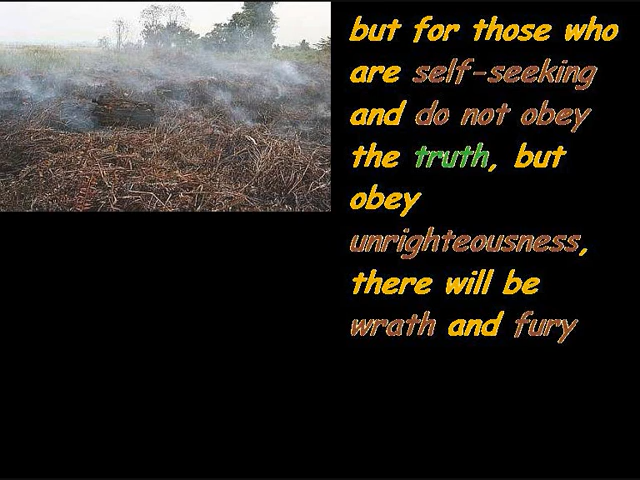 but for those who
are self-seeking
and do not obey
the truth, but
obey
unrighteousness,
there will be
wrath and fury